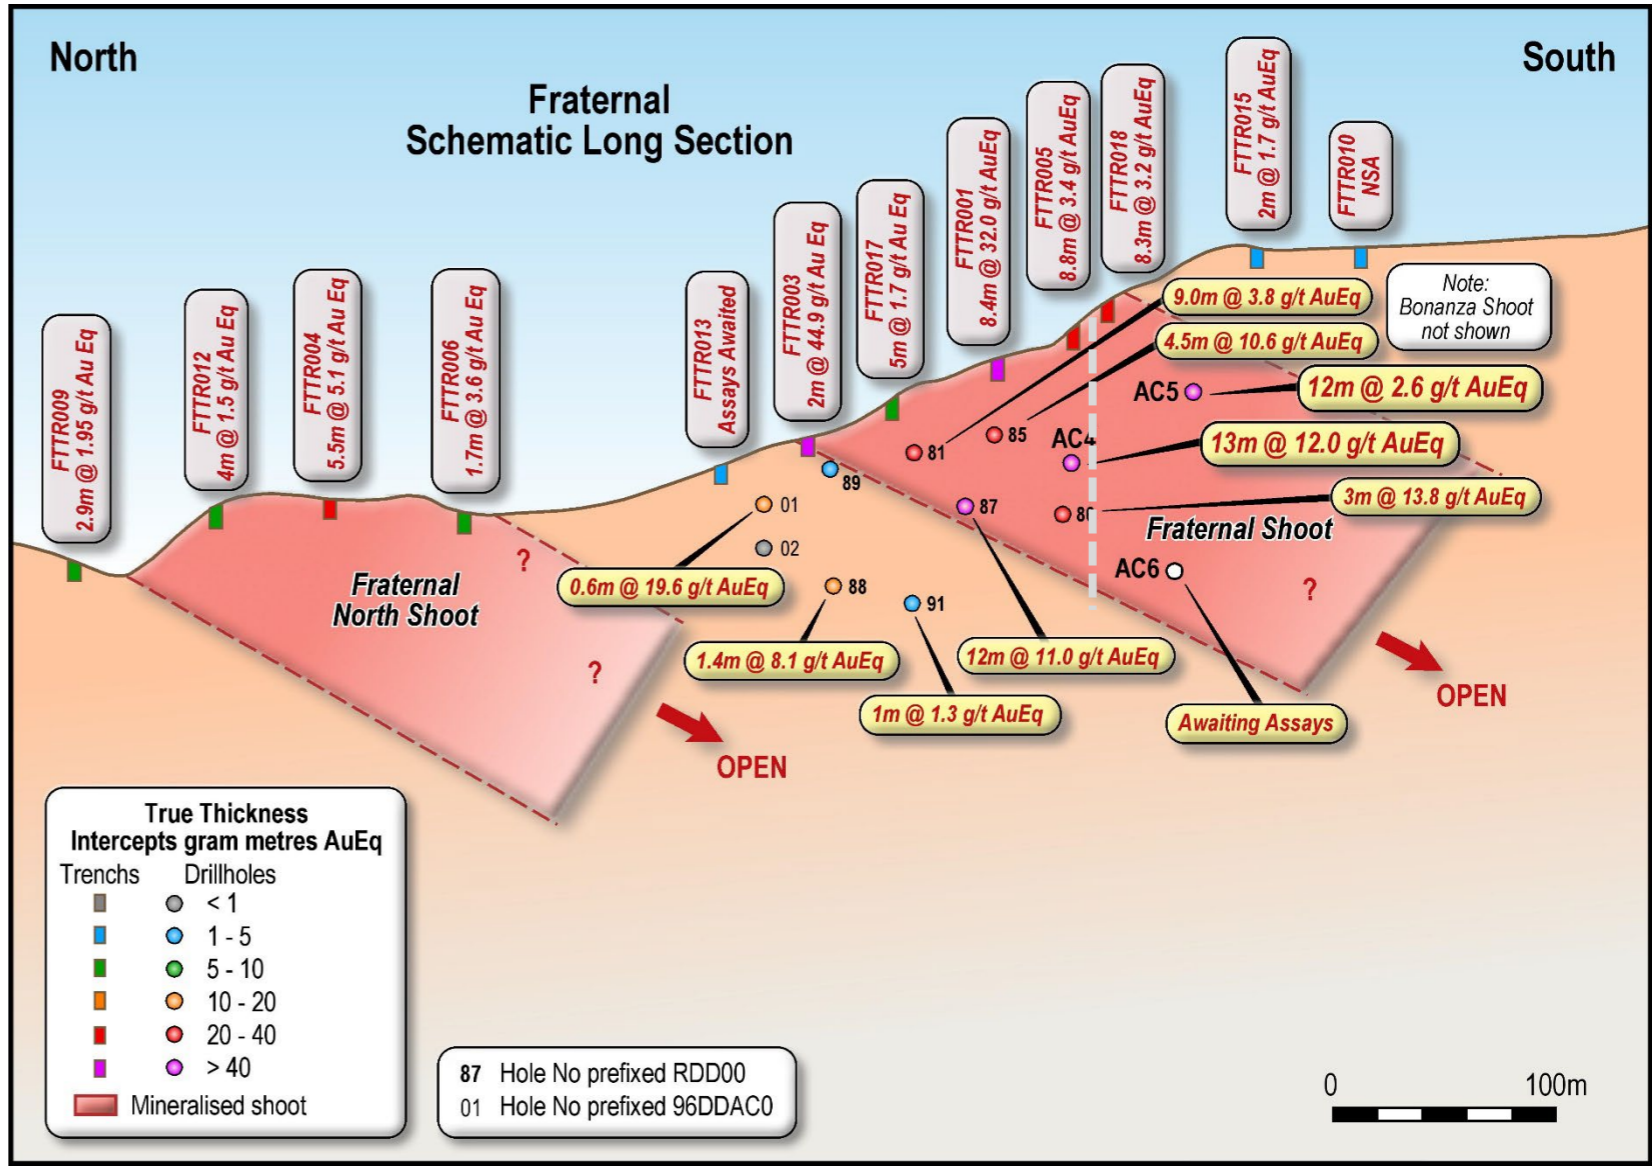 North
South
Fraternal
Schematic Long Section
FTTR009
2.9m @ 1.95 g/t Au Eq
FTTR012
4m @ 1.5 g/t Au Eq
FTTR004
5.5m @ 5.1 g/t Au Eq
FTTR006
1.7m @ 3.6 g/t Au Eq
FTTR013
Assays Awaited
FTTR003
2m @ 44.9 g/t Au Eq
FTTR017
5m @ 1.7 g/t Au Eq
FTTR001
8.4m @ 32.0 g/t AuEq
FTTR005
8.8m @ 3.4 g/t AuEq
FTTR018
8.3m @ 3.2 g/t AuEq
FTTR015
2m @ 1.7 g/t AuEq
FTTR010
NSA
Note:
Bonanza Shoot
not shown
9.0m @ 3.8 g/t AuEq
4.5m @ 10.6 g/t AuEq
AC5
12m @ 2.6 g/t AuEq
85
AC4
13m @ 12.0 g/t AuEq
81
89
3m @ 13.8 g/t AuEq
01
87
Fraternal Shoot
02
AC6
?
?
Fraternal
North Shoot
0.6m @ 19.6 g/t AuEq
88
91
1.4m @ 8.1 g/t AuEq
12m @ 11.0 g/t AuEq
?
1m @ 1.3 g/t AuEq
Awaiting Assays
OPEN
OPEN
True Thickness
Intercepts gram metres AuEq
Trenchs Drillholes
< 1
1 - 5
5 - 10
10 - 20
20 - 40
> 40
Mineralised shoot
87 Hole No prefixed RDD00
01 Hole No prefixed 96DDAC0
0 100m